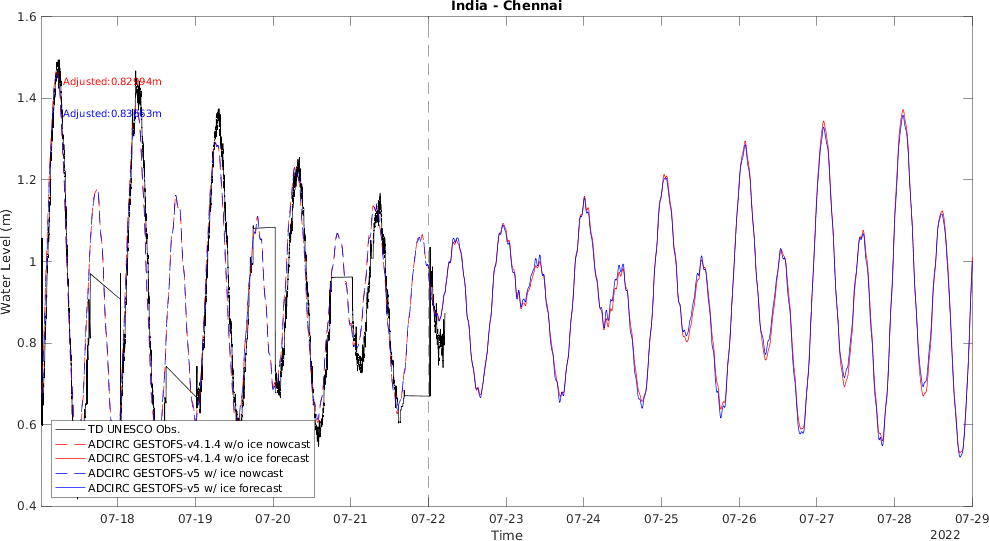 India - Chennai
1.6
1.4
1.2
1
0.8
0.6
0.4
Water Level (m)
Adjusted:0.82994m
TD UNESCO Obs.
ADCIRC GESTOFS-v4.1.4 w/o ice nowcast
ADCIRC GESTOFS-v4.1.4 w/o ice forecast
ADCIRC GESTOFS-v5 w/ ice nowcast
ADCIRC GESTOFS-v5 w/ ice forecast
07-18 07-19 07-20 07-21 07-22 07-23 07-24 07-25 07-26 07-27 07-28 07-29
Time
2022